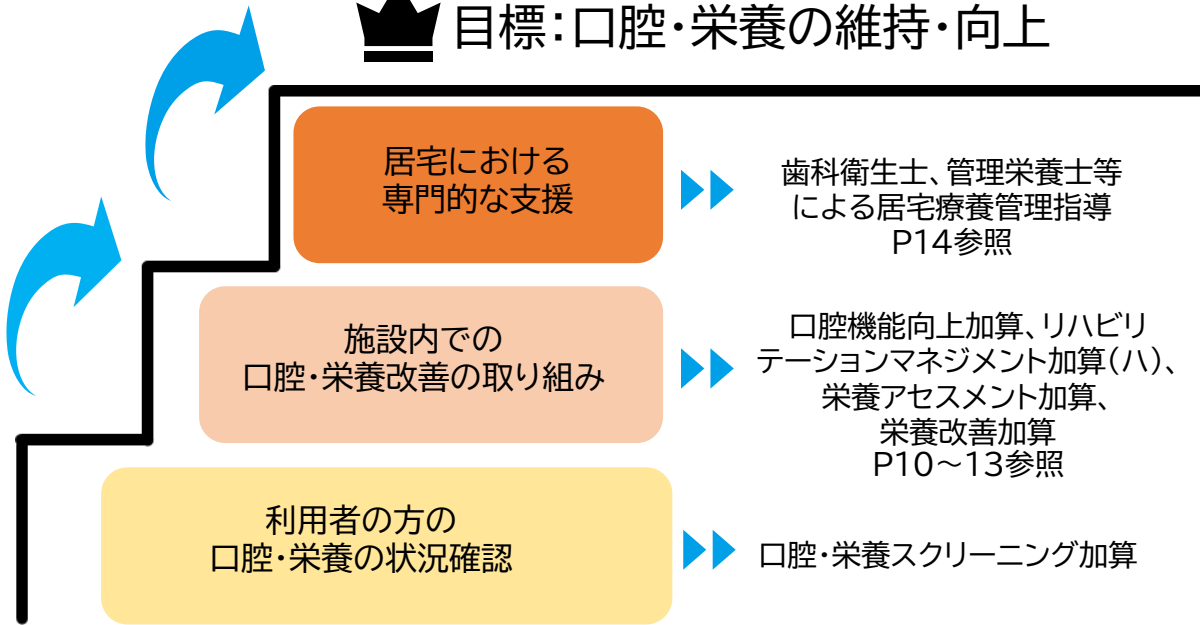 目標：口腔・栄養の維持・向上
居宅における
専門的な支援
歯科衛生士、管理栄養士等
による居宅療養管理指導
P14参照
施設内での
口腔・栄養改善の取り組み
口腔機能向上加算、リハビリ
テーションマネジメント加算(ハ)、
栄養アセスメント加算、
栄養改善加算
P10～13参照
利用者の方の
口腔・栄養の状況確認
口腔・栄養スクリーニング加算